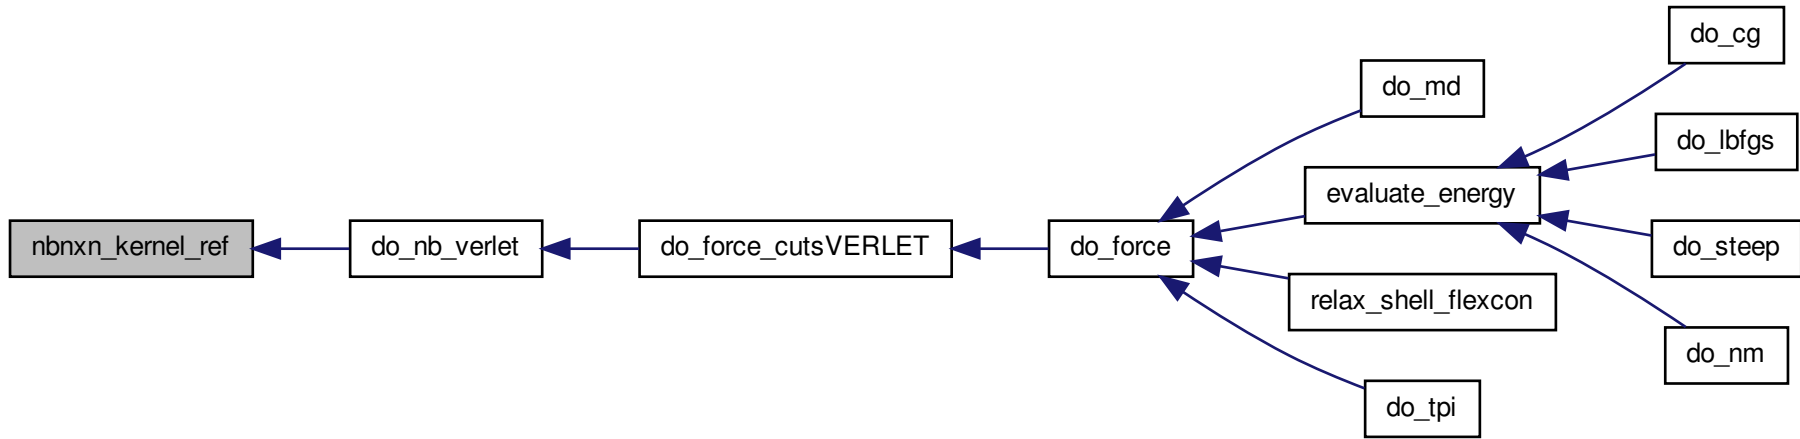 nbnxn_kernel_ref
do_nb_verlet
do_force_cutsVERLET
do_force
do_md
evaluate_energy
relax_shell_flexcon
do_tpi
do_cg
do_lbfgs
do_steep
do_nm